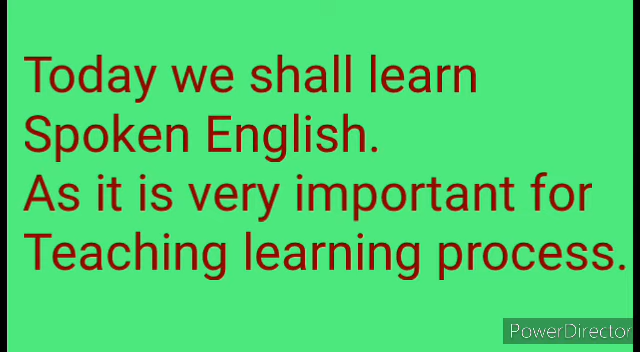 Today we shall learn
Spoken English.
As it is very important for
Teaching learning process.
PowerDirector